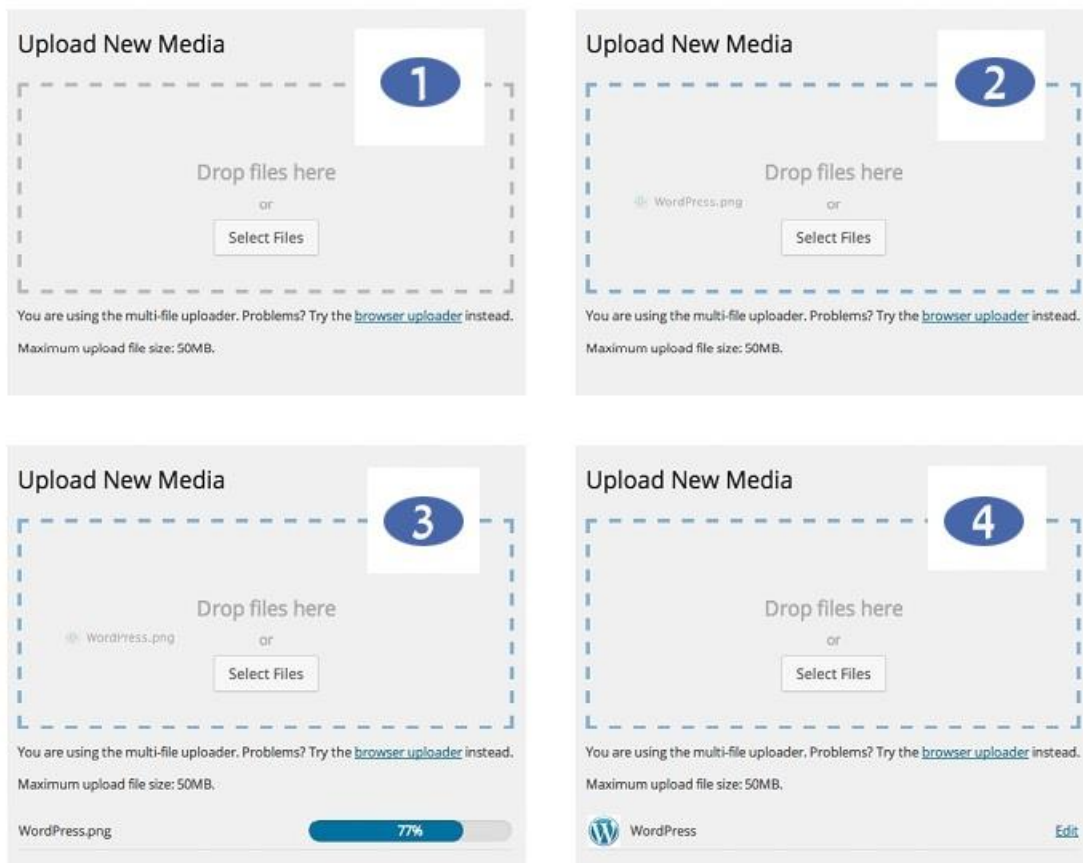 Upload New Media
1
Drop files here
or
Select Files
You are using the multi-file uploader. Problems? Try the browser uploader instead.
Maximum upload file size: 50MB.
Upload New Media
2
Drop files here
WordPress.png
or
Select Files
You are using the multi-file uploader. Problems? Try the browser uploader instead.
Maximum upload file size: 50MB.
Upload New Media
3
Drop files here
WordPress.png
or
Select Files
You are using the multi-file uploader. Problems? Try the browser uploader instead.
Maximum upload file size: 50MB.
WordPress.png 77%
Upload New Media
4
Drop files here
or
Select Files
You are using the multi-file uploader. Problems? Try the browser uploader instead.
Maximum upload file size: 50MB.
WordPress Edit